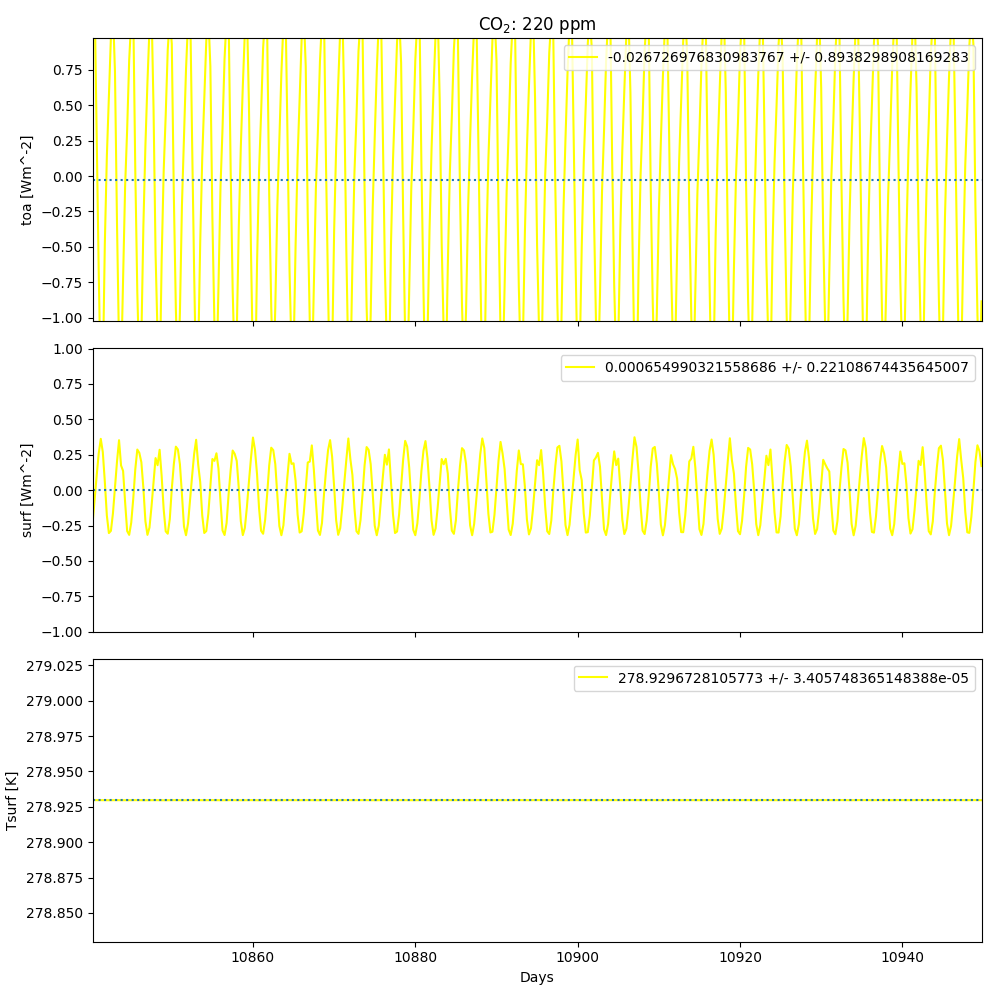 CO₂: 220 ppm
toa [Wm^-2]
0.75
0.50
0.25
0.00
−0.25
−0.50
−0.75
−1.00
-0.026726976830983767 +/- 0.8938298908169283
surf [Wm^-2]
1.00
0.75
0.50
0.25
0.00
−0.25
−0.50
−0.75
−1.00
0.000654990321558686 +/- 0.22108674435645007
Tsurf [K]
279.025
279.000
278.975
278.950
278.925
278.900
278.875
278.850
278.9296728105773 +/- 3.405748365148388e-05
10860 10880 10900 10920 10940
Days